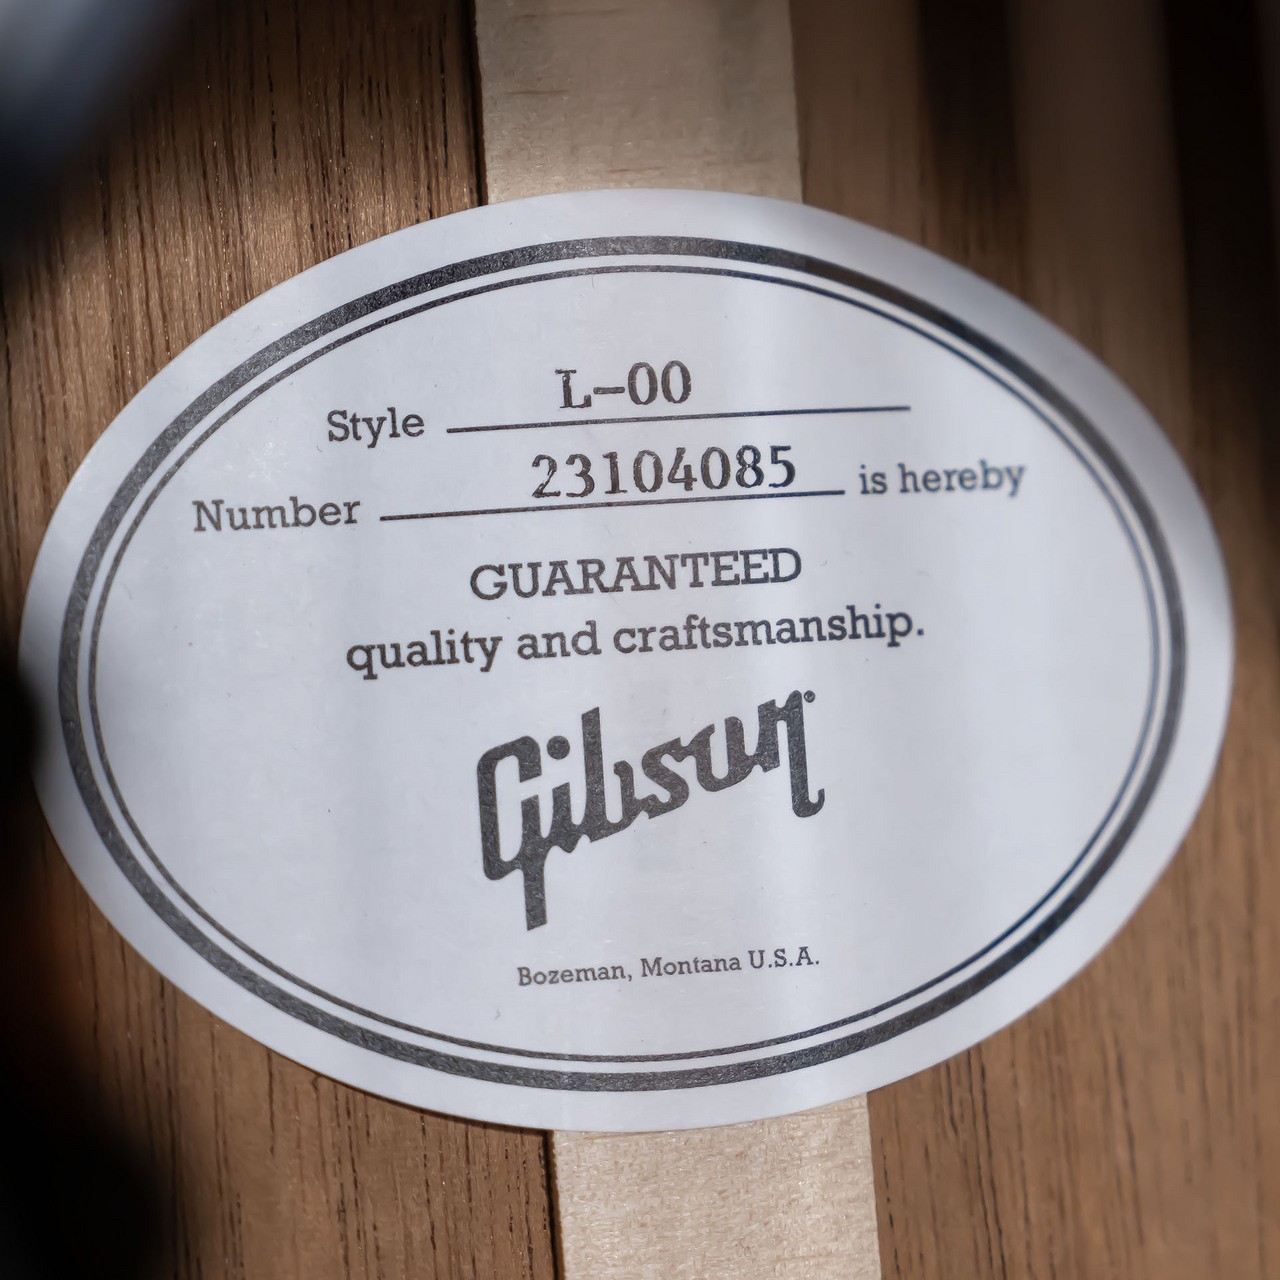 Style L-00
Number 23104085 is hereby
GUARANTEED
quality and craftsmanship.
Gibson®
Bozeman, Montana U.S.A.